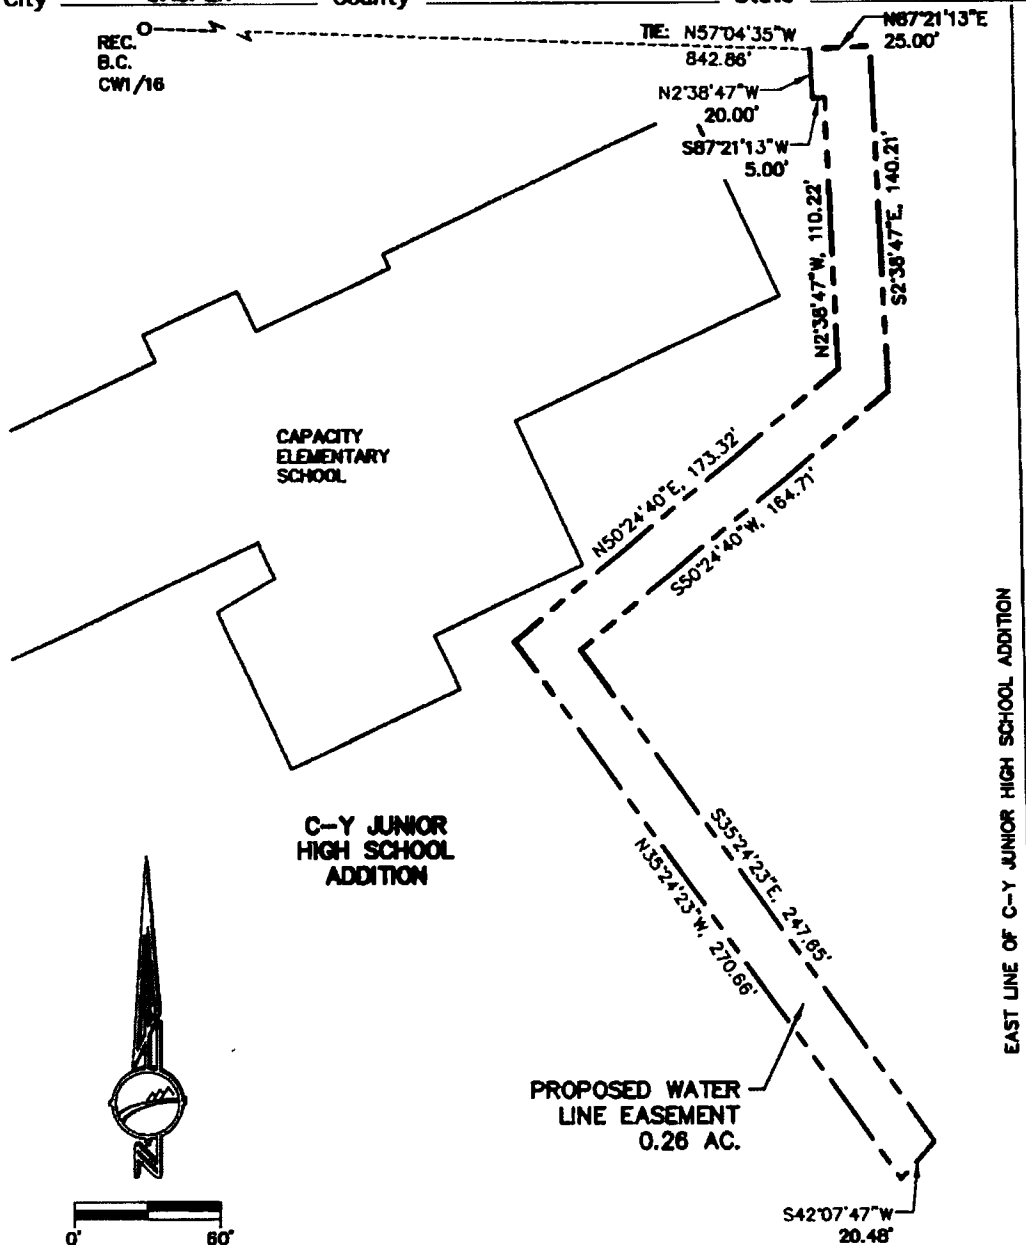 City County State
REC.
B.C.
CW1/16
TIE: N57°04'35"W
842.86'
N87°21'13"E
25.00'
N2°38'47"W
20.00'
S87°21'13"W
5.00'
N2°38'47"W, 110.22'
S2°38'47"E, 140.21'
CAPACITY
ELEMENTARY
SCHOOL
N50°24'40"E, 173.32'
S50°24'40"W, 164.71'
EAST LINE OF C-Y JUNIOR HIGH SCHOOL ADDITION
C-Y JUNIOR
HIGH SCHOOL
ADDITION
S35°24'23"E, 247.65'
N35°24'23"W, 270.66'
PROPOSED WATER
LINE EASEMENT
0.26 AC.
S42°07'47"W
20.48'
N
0' 60'